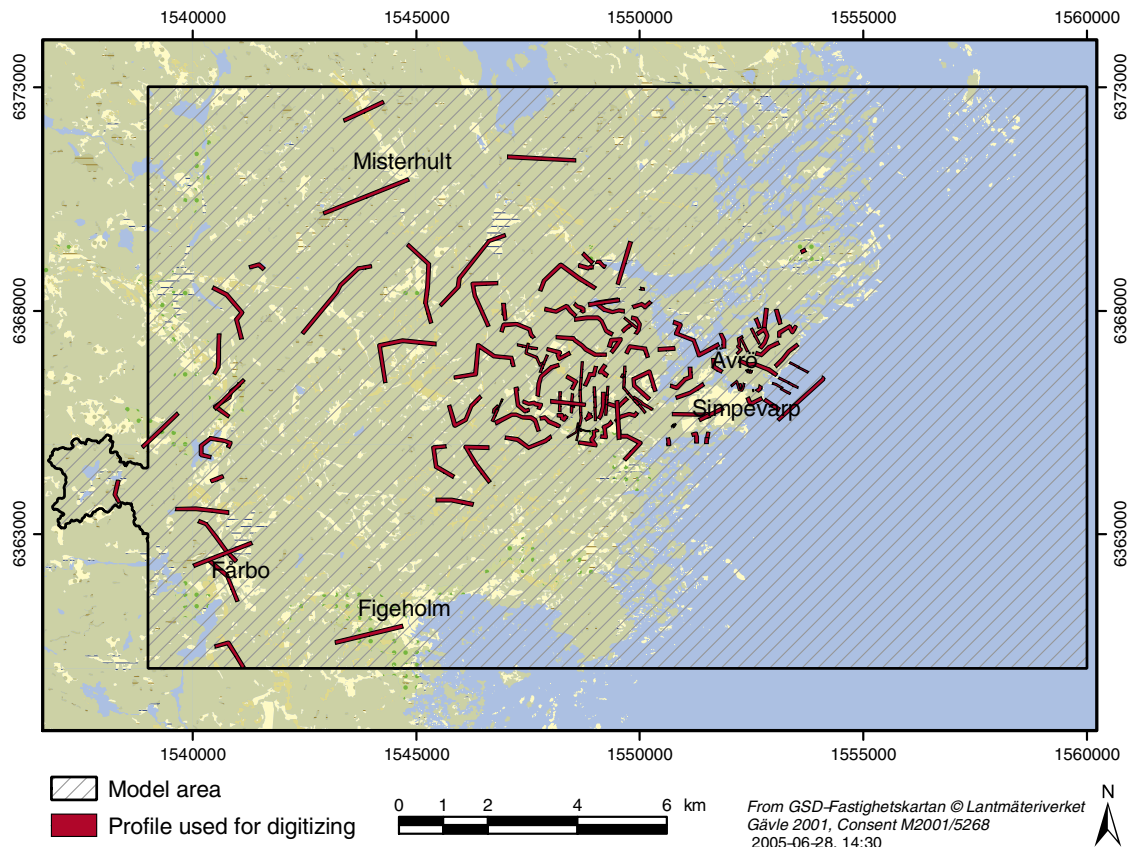 1540000 1545000 1550000 1555000 1560000
6373000 6373000
Misterhult
6368000 6368000
Ävrö
Simpevarp
6363000 6363000
Fårbo
Figeholm
1540000 1545000 1550000 1555000 1560000
Model area
Profile used for digitizing
0 1 2 4 6 km
From GSD-Fastighetskartan © Lantmäteriverket
Gävle 2001, Consent M2001/5268
2005-06-28, 14:30
N